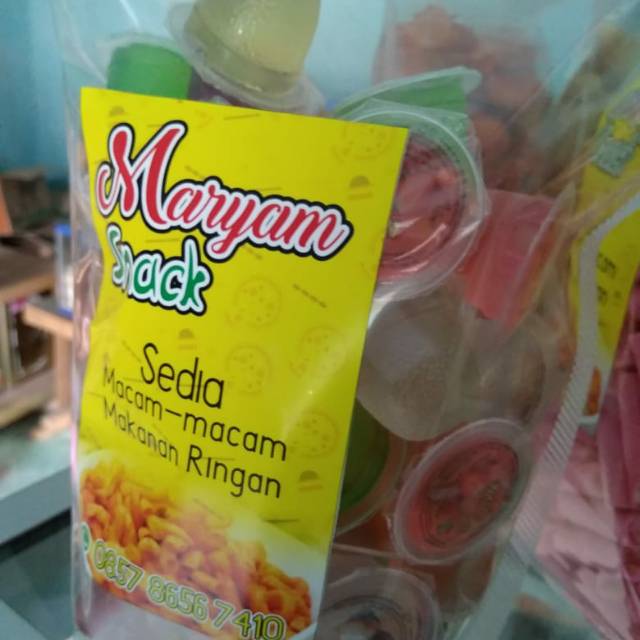 Maryam
Snack
Sedia
Macam-macam
Makanan Ringan
0857 8656 7410